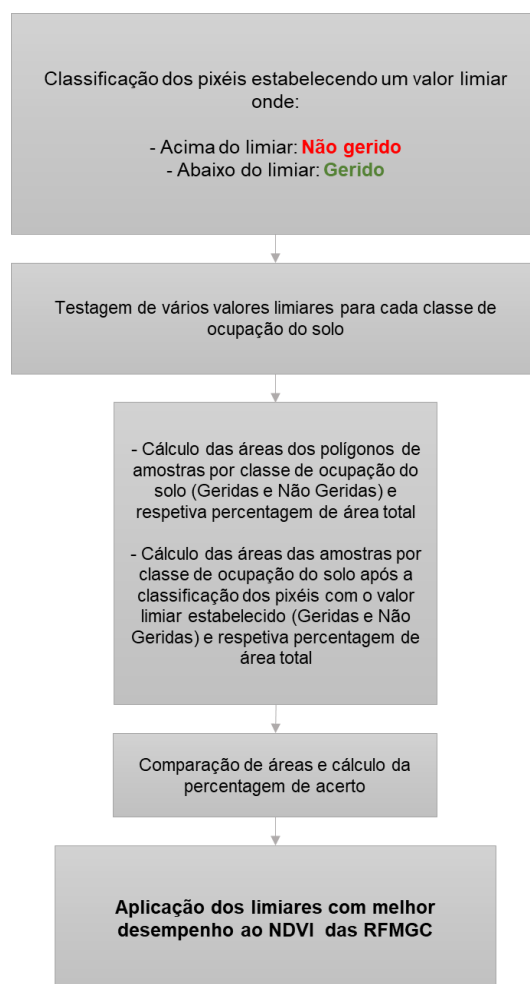 Classificação dos pixéis estabelecendo um valor limiar
onde:
- Acima do limiar: Não gerido
- Abaixo do limiar: Gerido
Testagem de vários valores limiares para cada classe de
ocupação do solo
- Cálculo das áreas dos polígonos de
amostras por classe de ocupação do
solo (Geridas e Não Geridas) e
respetiva percentagem de área total
- Cálculo das áreas das amostras por
classe de ocupação do solo após a
classificação dos pixéis com o valor
limiar estabelecido (Geridas e Não
Geridas) e respetiva percentagem de
área total
Comparação de áreas e cálculo da
percentagem de acerto
Aplicação dos limiares com melhor
desempenho ao NDVI das RFMGC